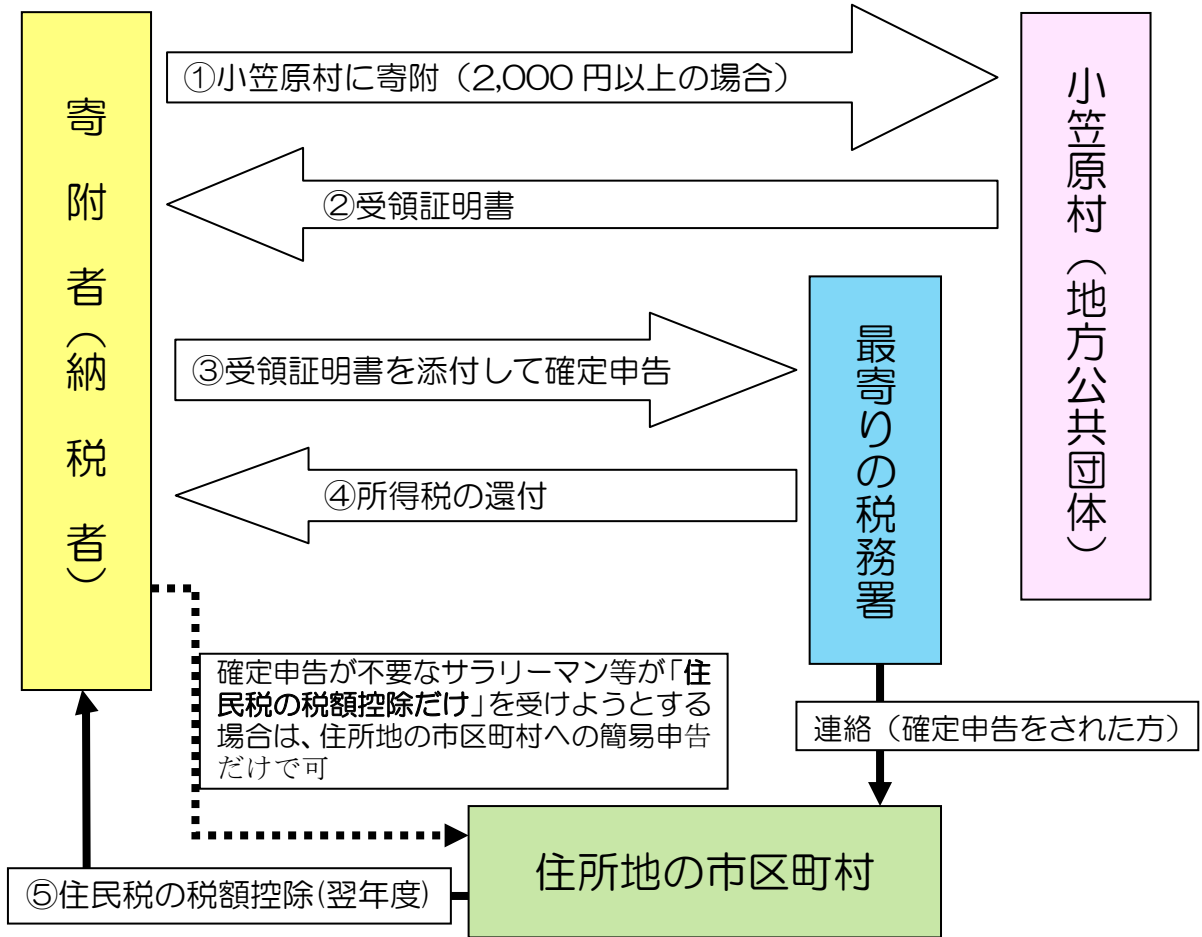 寄附者（納税者）
①小笠原村に寄附（2,000円以上の場合）
小笠原村（地方公共団体）
②受領証明書
③受領証明書を添付して確定申告
最寄りの税務署
④所得税の還付
確定申告が不要なサラリーマン等が「住
民税の税額控除だけ」を受けようとする
場合は、住所地の市区町村への簡易申告
だけで可
連絡（確定申告をされた方）
住所地の市区町村
⑤住民税の税額控除(翌年度)